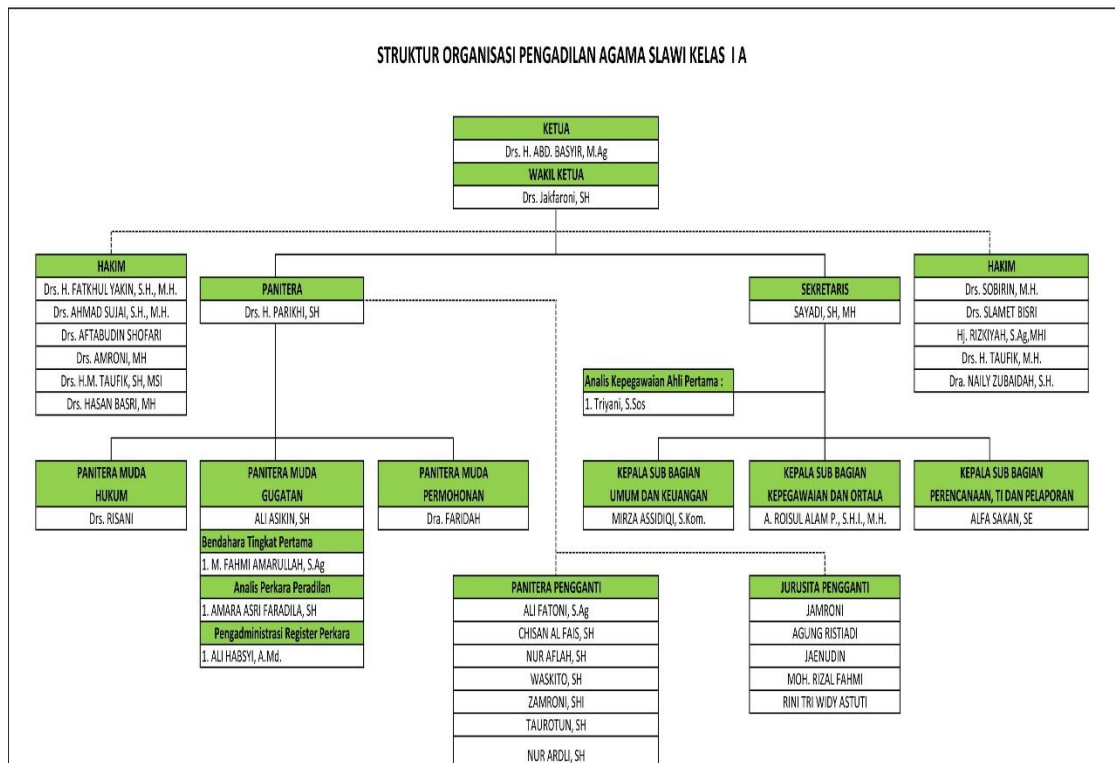 STRUKTUR ORGANISASI PENGADILAN AGAMA SLAWI KELAS I A
KETUA
Drs. H. ABD. BASYIR, M.Ag
WAKIL KETUA
Drs. Jakfaroni, SH
HAKIM
Drs. H. FATKHUL YAKIN, S.H., M.H.
Drs. AHMAD SUJAI, S.H., M.H.
Drs. AFTABUDIN SHOFARI
Drs. AMRONI, MH
Drs. H.M. TAUFIK, SH, MSI
Drs. HASAN BASRI, MH
PANITERA
Drs. H. PARIKHI, SH
SEKRETARIS
SAYADI, SH, MH
HAKIM
Drs. SOBIRIN, M.H.
Drs. SLAMET BISRI
Hj. RIZKIYAH, S.Ag,MHI
Drs. H. TAUFIK, M.H.
Dra. NAILY ZUBAIDAH, S.H.
Analis Kepegawaian Ahli Pertama :
1. Triyani, S.Sos
PANITERA MUDA
HUKUM
Drs. RISANI
PANITERA MUDA
GUGATAN
ALI ASIKIN, SH
Bendahara Tingkat Pertama
1. M. FAHMI AMARULLAH, S.Ag
Analis Perkara Peradilan
1. AMARA ASRI FARADILA, SH
Pengadministrasi Register Perkara
1. ALI HABSYI, A.Md.
PANITERA MUDA
PERMOHONAN
Dra. FARIDAH
KEPALA SUB BAGIAN
UMUM DAN KEUANGAN
MIRZA ASSIDIQI, S.Kom.
KEPALA SUB BAGIAN
KEPEGAWAIAN DAN ORTALA
A. ROISUL ALAM P., S.H.I., M.H.
KEPALA SUB BAGIAN
PERENCANAAN, TI DAN PELAPORAN
ALFA SAKAN, SE
PANITERA PENGGANTI
ALI FATONI, S.Ag
CHISAN AL FAIS, SH
NUR AFLAH, SH
WASKITO, SH
ZAMRONI, SHI
TAUROTUN, SH
NUR ARDLI, SH
JURUSITA PENGGANTI
JAMRONI
AGUNG RISTIADI
JAENUDIN
MOH. RIZAL FAHMI
RINI TRI WIDY ASTUTI